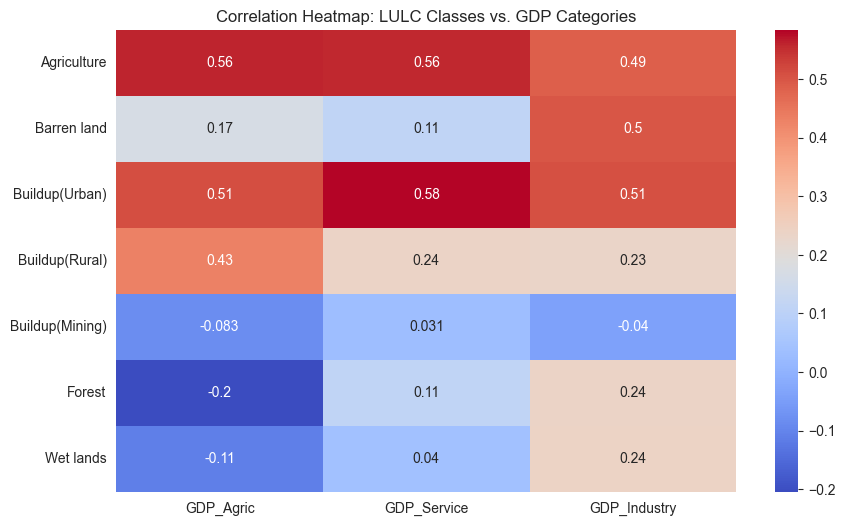 Correlation Heatmap: LULC Classes vs. GDP Categories
Agriculture 0.56 0.56 0.49
Barren land 0.17 0.11 0.5
Buildup(Urban) 0.51 0.58 0.51
Buildup(Rural) 0.43 0.24 0.23
Buildup(Mining) -0.083 0.031 -0.04
Forest -0.2 0.11 0.24
Wet lands -0.11 0.04 0.24
GDP_Agric GDP_Service GDP_Industry
0.5
0.4
0.3
0.2
0.1
0.0
−0.1
−0.2